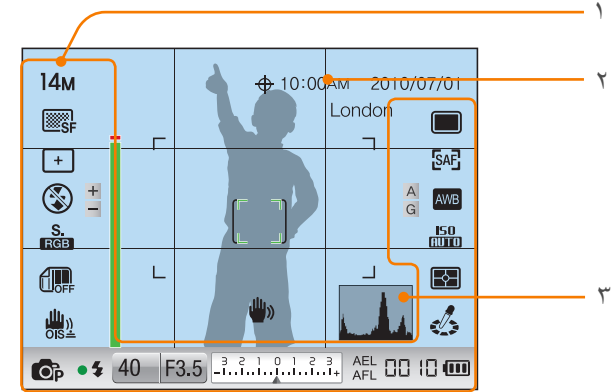 ١
٢
٣
14M
10:00AM 2010/07/01
London
SF
SAF
A
G
AWB
S.
RGB
ISO
AUTO
OFF
OIS
P
40
F3.5
3 2 1 0 1 2 3
- +
AEL
AFL
0010